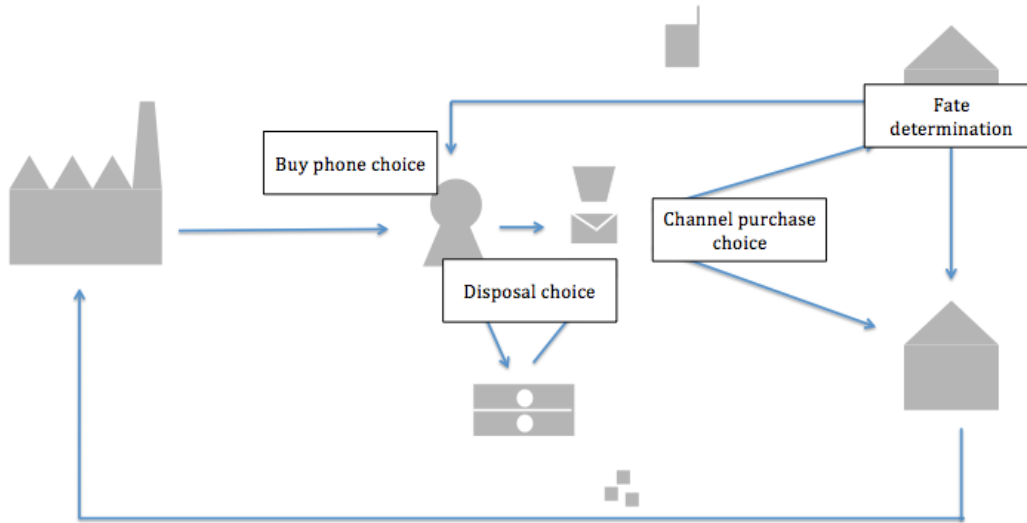 Fate
determination
Buy phone choice
Channel purchase
choice
Disposal choice